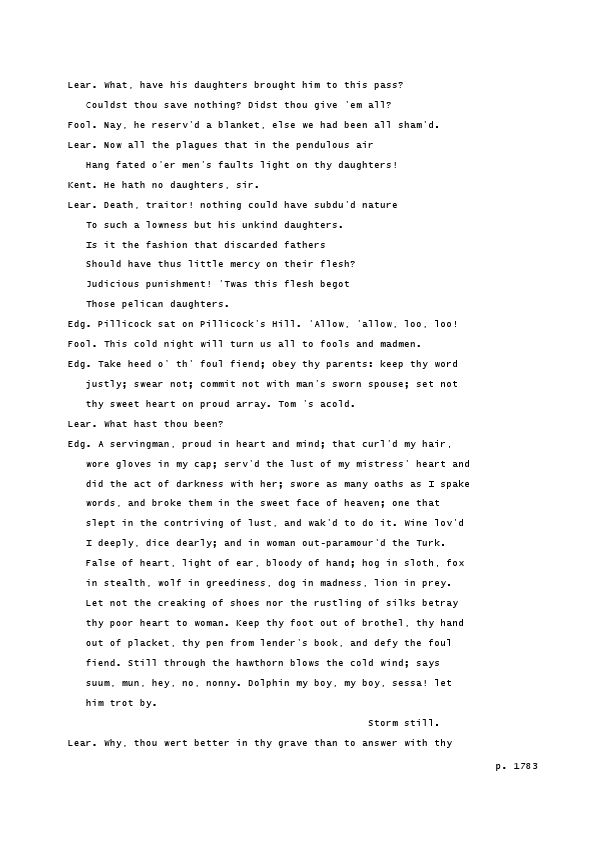 Lear. What, have his daughters brought him to this pass?
Couldst thou save nothing? Didst thou give 'em all?
Fool. Nay, he reserv'd a blanket, else we had been all sham'd.
Lear. Now all the plagues that in the pendulous air
Hang fated o'er men's faults light on thy daughters!
Kent. He hath no daughters, sir.
Lear. Death, traitor! nothing could have subdu'd nature
To such a lowness but his unkind daughters.
Is it the fashion that discarded fathers
Should have thus little mercy on their flesh?
Judicious punishment! 'Twas this flesh begot
Those pelican daughters.
Edg. Pillicock sat on Pillicock's Hill. 'Allow, 'allow, loo, loo!
Fool. This cold night will turn us all to fools and madmen.
Edg. Take heed o' th' foul fiend; obey thy parents: keep thy word
justly; swear not; commit not with man's sworn spouse; set not
thy sweet heart on proud array. Tom 's acold.
Lear. What hast thou been?
Edg. A servingman, proud in heart and mind; that curl'd my hair,
wore gloves in my cap; serv'd the lust of my mistress' heart and
did the act of darkness with her; swore as many oaths as I spake
words, and broke them in the sweet face of heaven; one that
slept in the contriving of lust, and wak'd to do it. Wine lov'd
I deeply, dice dearly; and in woman out-paramour'd the Turk.
False of heart, light of ear, bloody of hand; hog in sloth, fox
in stealth, wolf in greediness, dog in madness, lion in prey.
Let not the creaking of shoes nor the rustling of silks betray
thy poor heart to woman. Keep thy foot out of brothel, thy hand
out of placket, thy pen from lender's book, and defy the foul
fiend. Still through the hawthorn blows the cold wind; says
suum, mun, hey, no, nonny. Dolphin my boy, my boy, sessa! let
him trot by.
Storm still.
Lear. Why, thou wert better in thy grave than to answer with thy
p. 1783